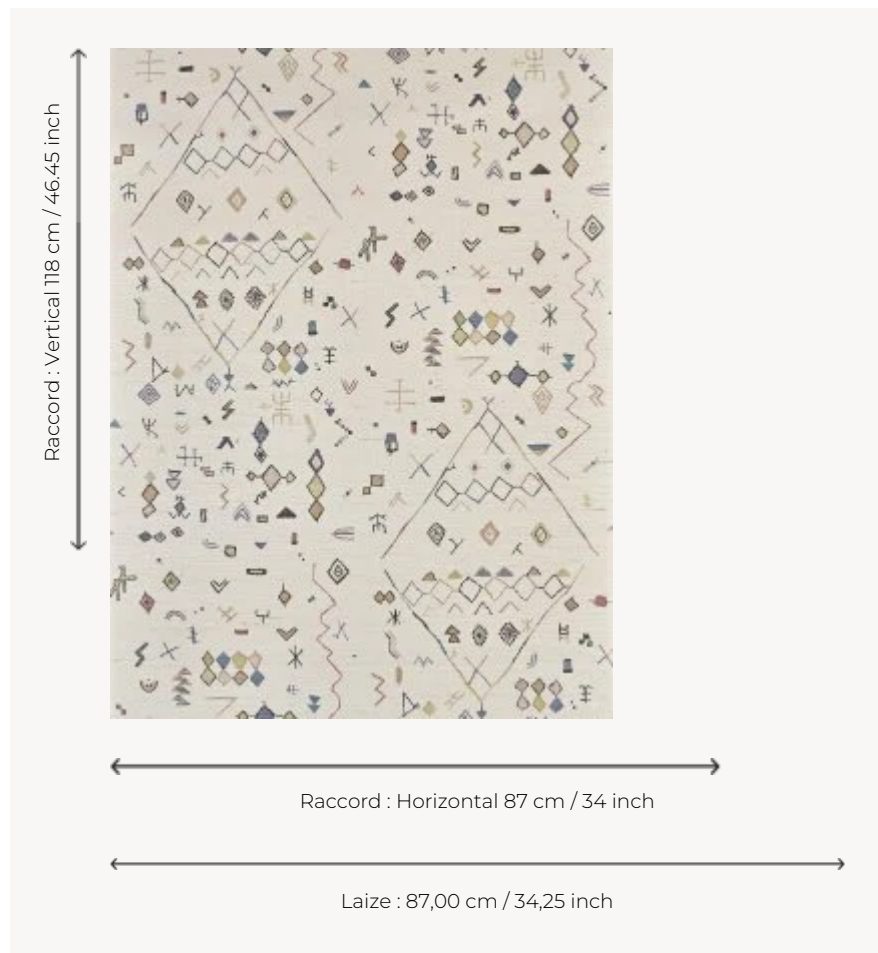 Raccord : Vertical 118 cm / 46.45 inch
Raccord : Horizontal 87 cm / 34 inch
Laize : 87,00 cm / 34,25 inch